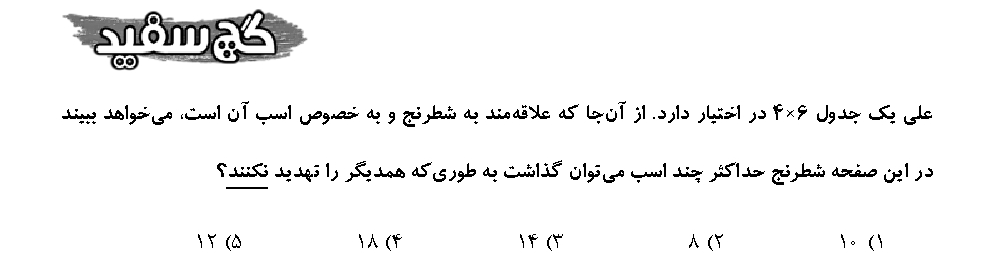 گچ سفید
علی یک جدول ۶×۴ در اختیار دارد. از آن‌جا که علاقه‌مند به شطرنج و به خصوص اسب آن است، می‌خواهد ببیند
در این صفحه شطرنج حداکثر چند اسب می‌توان گذاشت به طوری‌که همدیگر را تهدید نکنند؟
۱) ۱۰ ۲) ۸ ۳) ۱۴ ۴) ۱۸ ۵) ۱۲